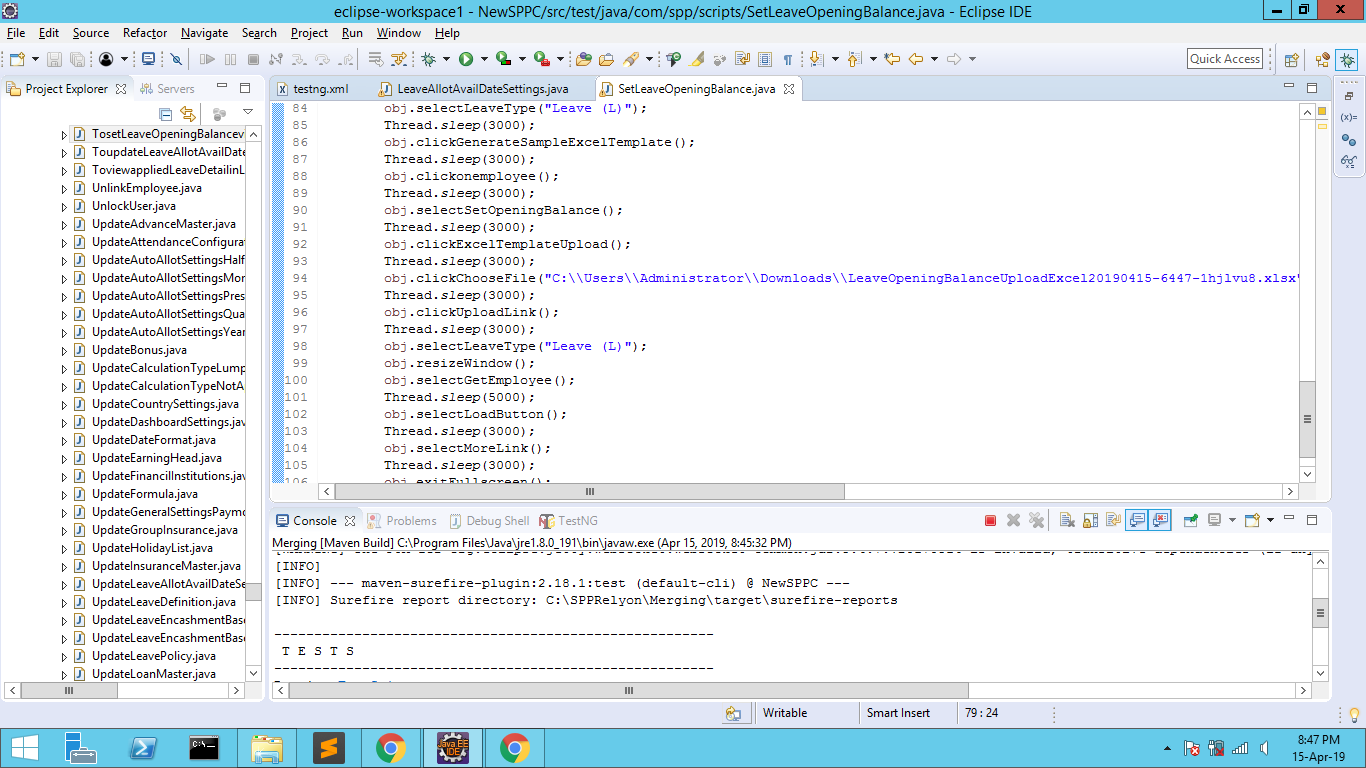 eclipse-workspace1 - NewSPPC/src/test/java/com/spp/scripts/SetLeaveOpeningBalance.java - Eclipse IDE
File Edit Source Refactor Navigate Search Project Run Window Help
Quick Access
Project Explorer Servers
TosetLeaveOpeningBalancev
ToupdateLeaveAllotAvailDate
ToviewappliedLeaveDetailinL
UnlinkEmployee.java
UnlockUser.java
UpdateAdvanceMaster.java
UpdateAttendanceConfigurat
UpdateAutoAllotSettingsHalf
UpdateAutoAllotSettingsMor
UpdateAutoAllotSettingsPres
UpdateAutoAllotSettingsQua
UpdateAutoAllotSettingsYear
UpdateBonus.java
UpdateCalculationTypeLump
UpdateCalculationTypeNotA
UpdateCountrySettings.java
UpdateDashboardSettings.jav
UpdateDateFormat.java
UpdateEarningHead.java
UpdateFinancilInstitutions.jav
UpdateFormula.java
UpdateGeneralSettingsPaymo
UpdateGroupInsurance.java
UpdateHolidayList.java
UpdateInsuranceMaster.java
UpdateLeaveAllotAvailDateSe
UpdateLeaveDefinition.java
UpdateLeaveEncashmentBase
UpdateLeaveEncashmentBase
UpdateLeavePolicy.java
UpdateLoanMaster.java
testng.xml LeaveAllotAvailDateSettings.java SetLeaveOpeningBalance.java
84 obj.selectLeaveType("Leave (L)");
85 Thread.sleep(3000);
86 obj.clickGenerateSampleExcelTemplate();
87 Thread.sleep(3000);
88 obj.clickonemployee();
89 Thread.sleep(3000);
90 obj.selectSetOpeningBalance();
91 Thread.sleep(3000);
92 obj.clickExcelTemplateUpload();
93 Thread.sleep(3000);
94 obj.clickChooseFile("C:\\Users\\Administrator\\Downloads\\LeaveOpeningBalanceUploadExcel20190415-6447-1hjlvu8.xlsx"
95 Thread.sleep(3000);
96 obj.clickUploadLink();
97 Thread.sleep(3000);
98 obj.selectLeaveType("Leave (L)");
99 obj.resizeWindow();
100 obj.selectGetEmployee();
101 Thread.sleep(5000);
102 obj.selectLoadButton();
103 Thread.sleep(3000);
104 obj.selectMoreLink();
105 Thread.sleep(3000);
106 obj.exitFullscreen();
Console Problems Debug Shell TestNG
Merging [Maven Build] C:\Program Files\Java\jre1.8.0_191\bin\javaw.exe (Apr 15, 2019, 8:45:32 PM)
[INFO]
[INFO] --- maven-surefire-plugin:2.18.1:test (default-cli) @ NewSPPC ---
[INFO] Surefire report directory: C:\SPPRelyon\Merging\target\surefire-reports
-------------------------------------------------------
T E S T S
-------------------------------------------------------
Writable Smart Insert 79 : 24
8:47 PM
15-Apr-19